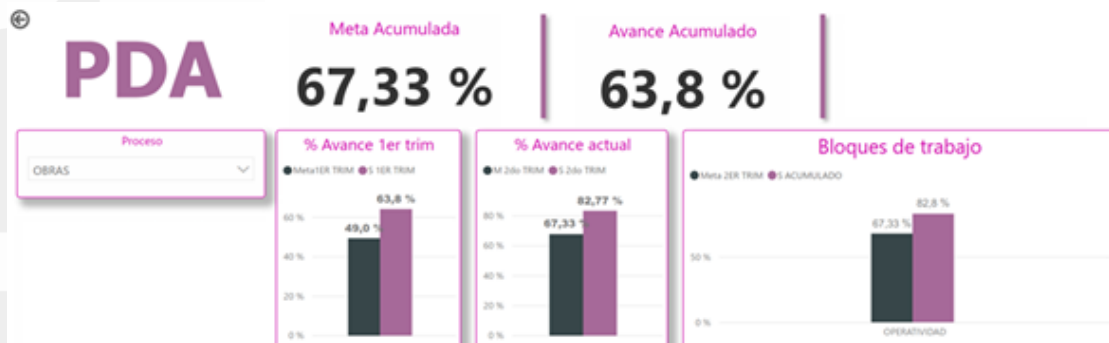 PDA
Meta Acumulada
67,33 %
Avance Acumulado
63,8 %
Proceso
OBRAS
% Avance 1er trim
Meta1ER TRIM S 1ER TRIM
63,8 %
49,0 %
60 %
40 %
20 %
0 %
% Avance actual
M 2do TRIM S 2do TRIM
82,77 %
67,33 %
80 %
60 %
40 %
20 %
0 %
Bloques de trabajo
Meta 2ER TRIM S ACUMULADO
82,8 %
67,33 %
50 %
0 %
OPERATIVIDAD